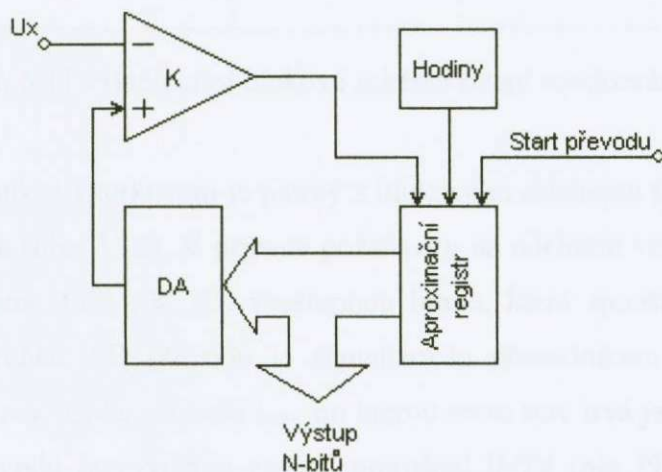 Ux
−
K
+
Hodiny
Start převodu
DA
Aproximační
registr
Výstup
N-bitů